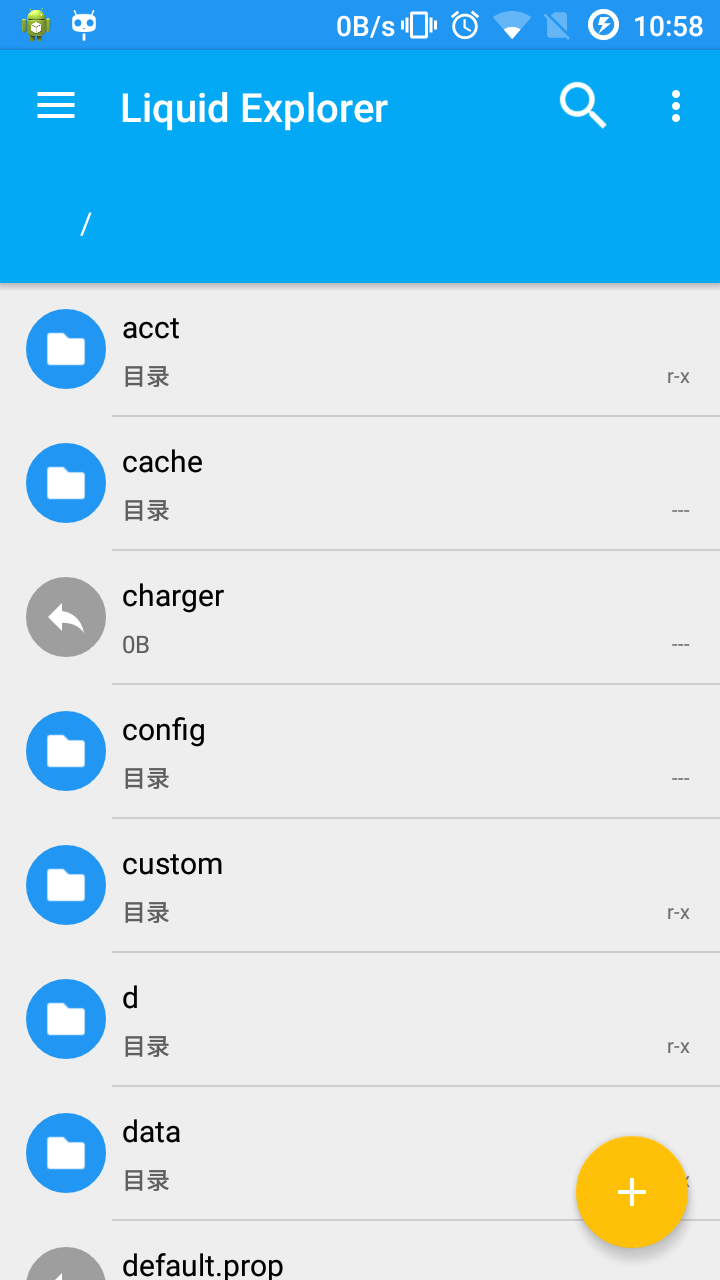 0B/s 10:58
Liquid Explorer
/
acct
目录 r-x
cache
目录 ---
charger
0B ---
config
目录 ---
custom
目录 r-x
d
目录 r-x
data
目录
default.prop